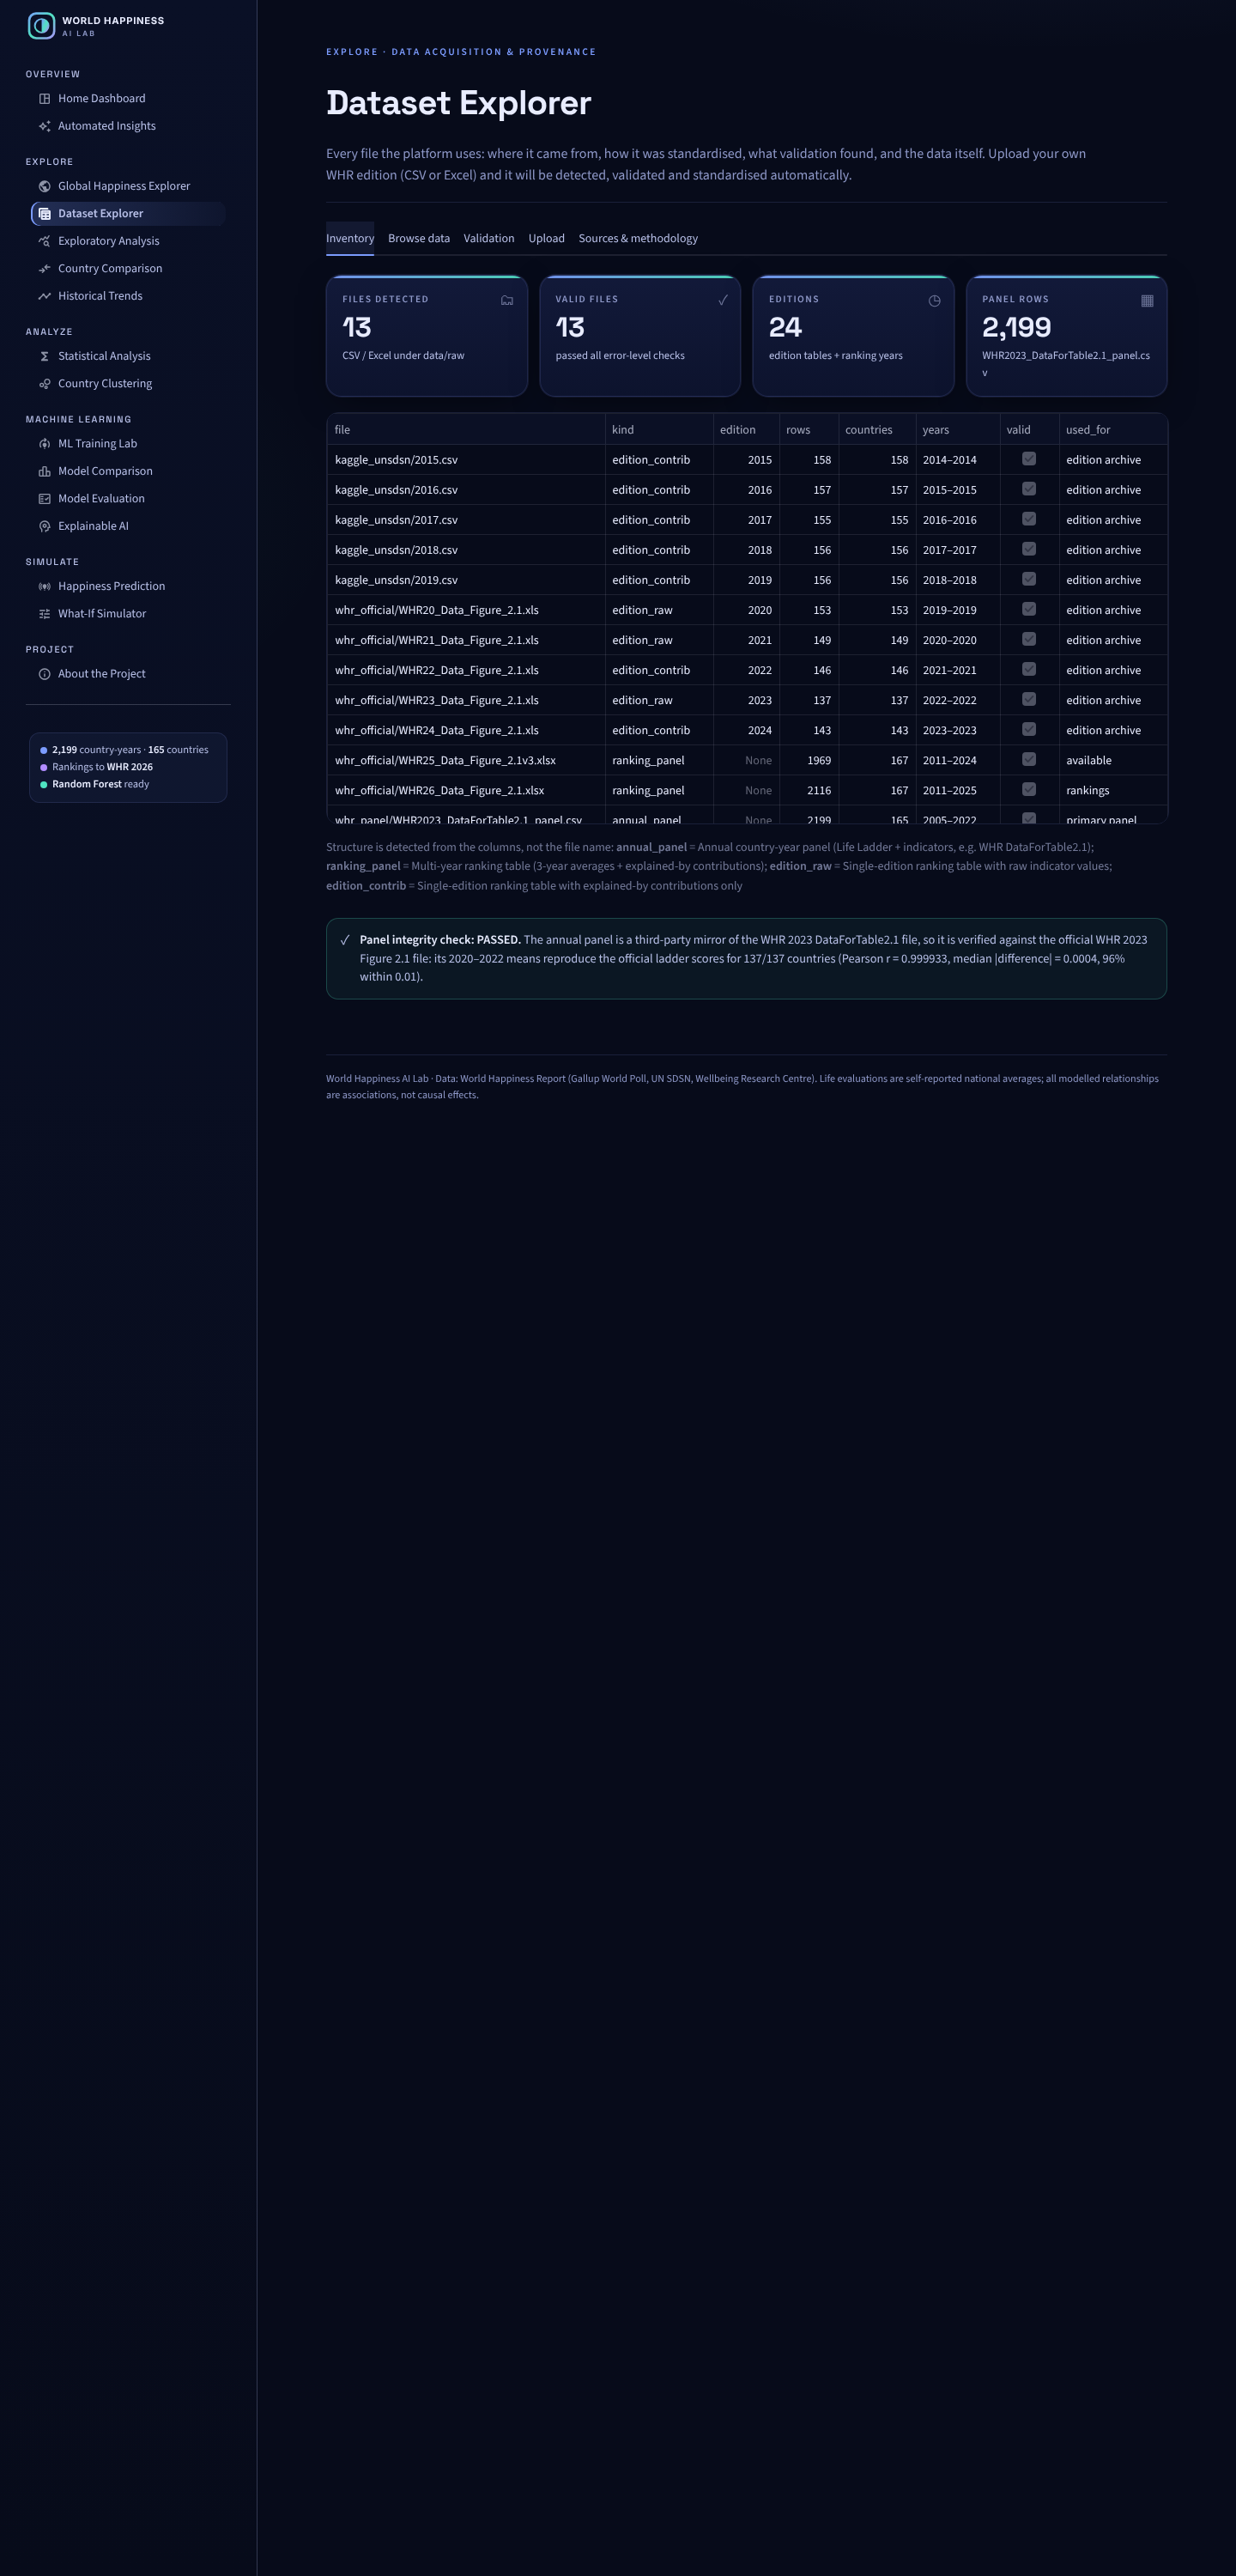 WORLD HAPPINESS
AI LAB
OVERVIEW
Home Dashboard
Automated Insights
EXPLORE
Global Happiness Explorer
Dataset Explorer
Exploratory Analysis
Country Comparison
Historical Trends
ANALYZE
Statistical Analysis
Country Clustering
MACHINE LEARNING
ML Training Lab
Model Comparison
Model Evaluation
Explainable AI
SIMULATE
Happiness Prediction
What-If Simulator
PROJECT
About the Project
2,199 country-years · 165 countries
Rankings to WHR 2026
Random Forest ready
EXPLORE · DATA ACQUISITION & PROVENANCE
Dataset Explorer
Every file the platform uses: where it came from, how it was standardised, what validation found, and the data itself. Upload your own
WHR edition (CSV or Excel) and it will be detected, validated and standardised automatically.
Inventory Browse data Validation Upload Sources & methodology
FILES DETECTED
13
CSV / Excel under data/raw
VALID FILES
13
passed all error-level checks
EDITIONS
24
edition tables + ranking years
PANEL ROWS
2,199
WHR2023_DataForTable2.1_panel.cs
v
file kind edition rows countries years valid used_for
kaggle_unsdsn/2015.csv edition_contrib 2015 158 158 2014–2014 edition archive
kaggle_unsdsn/2016.csv edition_contrib 2016 157 157 2015–2015 edition archive
kaggle_unsdsn/2017.csv edition_contrib 2017 155 155 2016–2016 edition archive
kaggle_unsdsn/2018.csv edition_contrib 2018 156 156 2017–2017 edition archive
kaggle_unsdsn/2019.csv edition_contrib 2019 156 156 2018–2018 edition archive
whr_official/WHR20_Data_Figure_2.1.xls edition_raw 2020 153 153 2019–2019 edition archive
whr_official/WHR21_Data_Figure_2.1.xls edition_raw 2021 149 149 2020–2020 edition archive
whr_official/WHR22_Data_Figure_2.1.xls edition_contrib 2022 146 146 2021–2021 edition archive
whr_official/WHR23_Data_Figure_2.1.xls edition_raw 2023 137 137 2022–2022 edition archive
whr_official/WHR24_Data_Figure_2.1.xls edition_contrib 2024 143 143 2023–2023 edition archive
whr_official/WHR25_Data_Figure_2.1v3.xlsx ranking_panel None 1969 167 2011–2024 available
whr_official/WHR26_Data_Figure_2.1.xlsx ranking_panel None 2116 167 2011–2025 rankings
whr_panel/WHR2023_DataForTable2.1_panel.csv annual_panel None 2199 165 2005–2022 primary panel
Structure is detected from the columns, not the file name: annual_panel = Annual country-year panel (Life Ladder + indicators, e.g. WHR DataForTable2.1);
ranking_panel = Multi-year ranking table (3-year averages + explained-by contributions); edition_raw = Single-edition ranking table with raw indicator values;
edition_contrib = Single-edition ranking table with explained-by contributions only
✓ Panel integrity check: PASSED. The annual panel is a third-party mirror of the WHR 2023 DataForTable2.1 file, so it is verified against the official WHR 2023
Figure 2.1 file: its 2020–2022 means reproduce the official ladder scores for 137/137 countries (Pearson r = 0.999933, median |difference| = 0.0004, 96%
within 0.01).
World Happiness AI Lab · Data: World Happiness Report (Gallup World Poll, UN SDSN, Wellbeing Research Centre). Life evaluations are self-reported national averages; all modelled relationships
are associations, not causal effects.